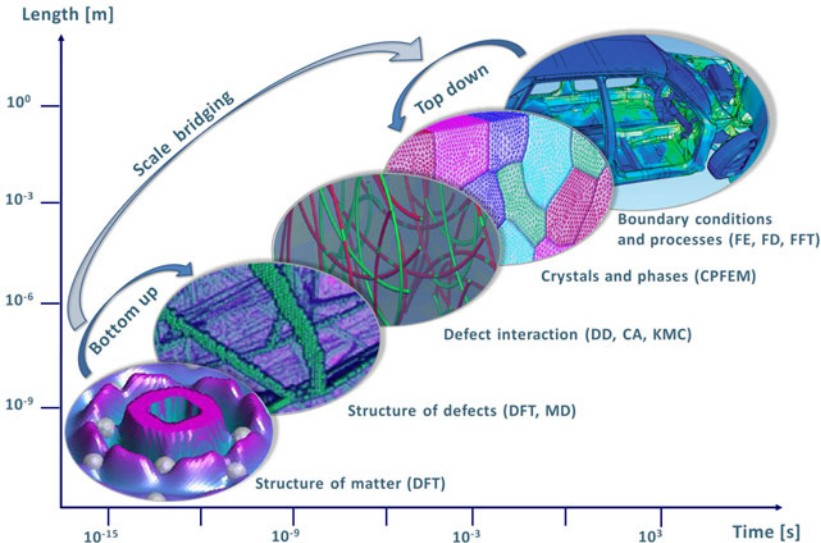 Length [m]
10⁰
10⁻³
10⁻⁶
10⁻⁹
Scale bridging
Top down
Bottom up
Boundary conditions
and processes (FE, FD, FFT)
Crystals and phases (CPFEM)
Defect interaction (DD, CA, KMC)
Structure of defects (DFT, MD)
Structure of matter (DFT)
10⁻¹⁵
10⁻⁹
10⁻³
10³
Time [s]